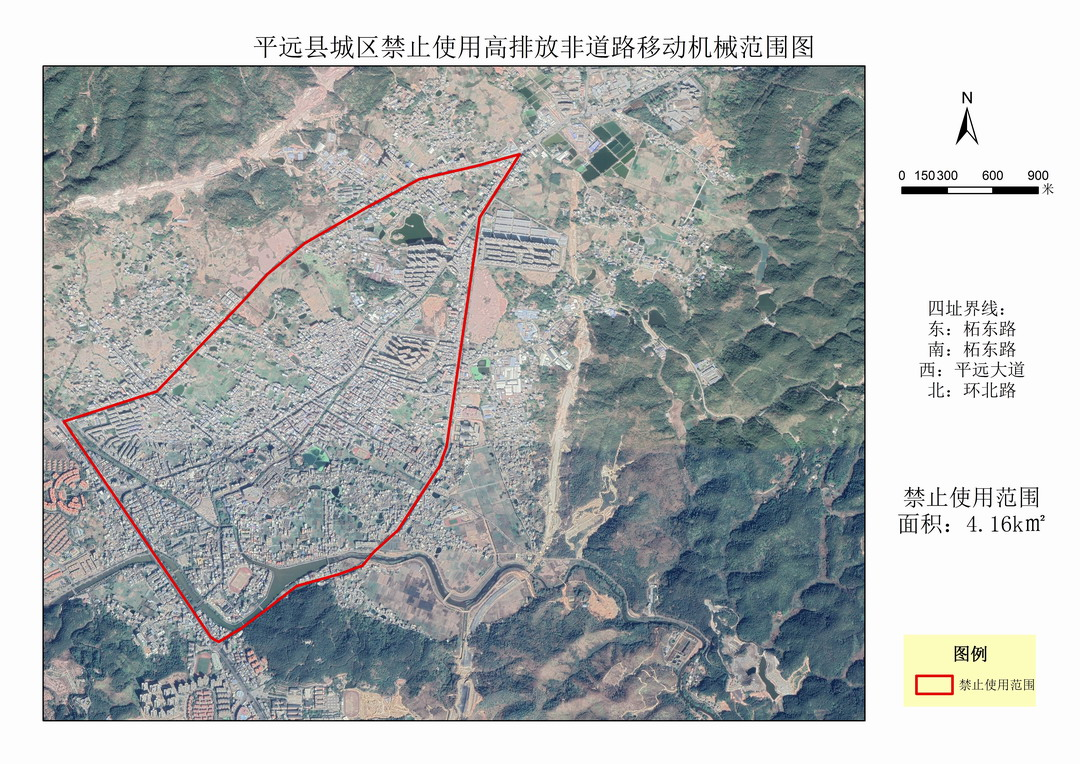 平远县城区禁止使用高排放非道路移动机械范围图
N
0 150 300 600 900
米
四址界线：
东：柘东路
南：柘东路
西：平远大道
北：环北路
禁止使用范围
面积：4.16k㎡
图例
禁止使用范围